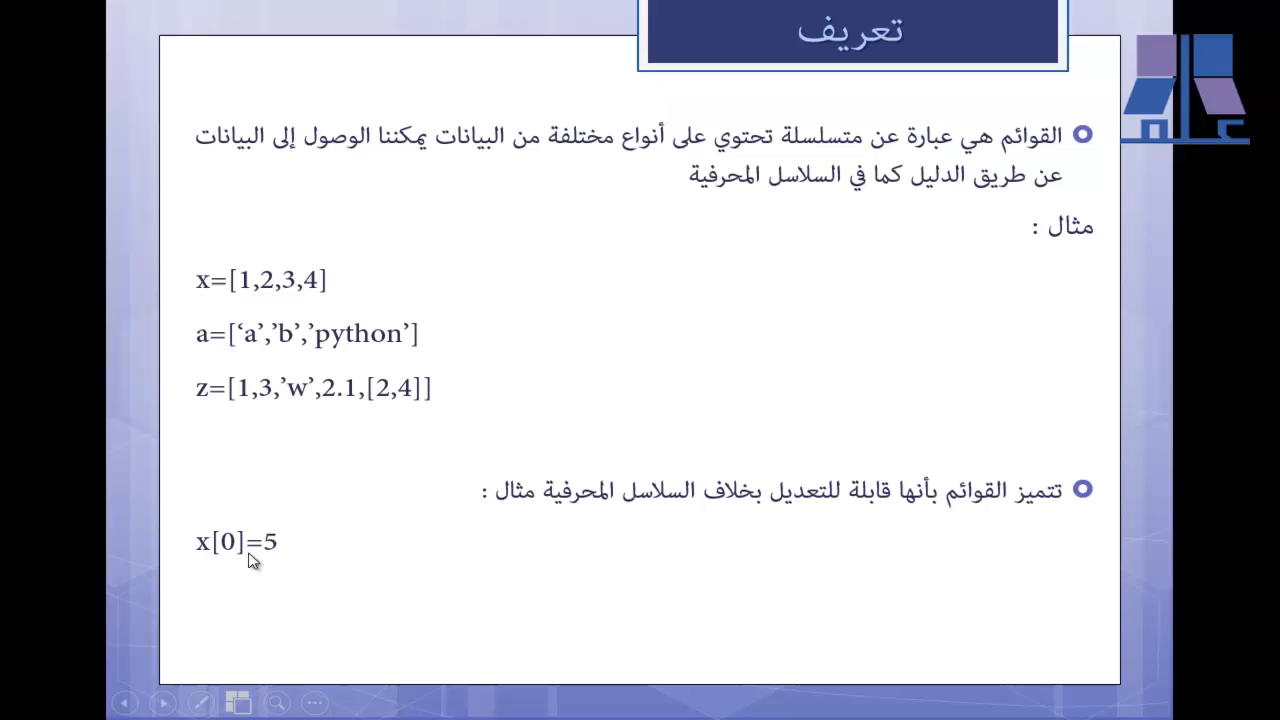 تعريف
علم
القوائم هي عبارة عن متسلسلة تحتوي على أنواع مختلفة من البيانات يمكننا الوصول إلى البيانات
عن طريق الدليل كما في السلاسل المحرفية
مثال :
x=[1,2,3,4]
a=[‘a’,’b’,’python’]
z=[1,3,’w’,2.1,[2,4]]
تتميز القوائم بأنها قابلة للتعديل بخلاف السلاسل المحرفية مثال :
x[0]=5